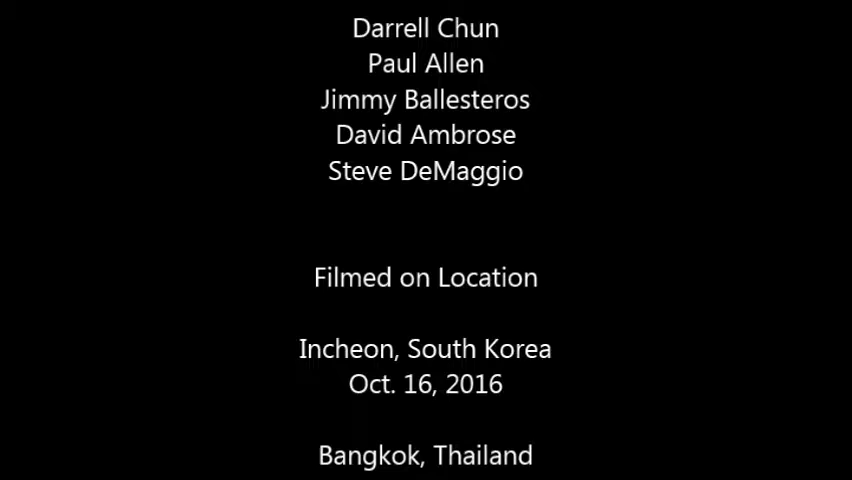 Darrell Chun
Paul Allen
Jimmy Ballesteros
David Ambrose
Steve DeMaggio
Filmed on Location
Incheon, South Korea
Oct. 16, 2016
Bangkok, Thailand